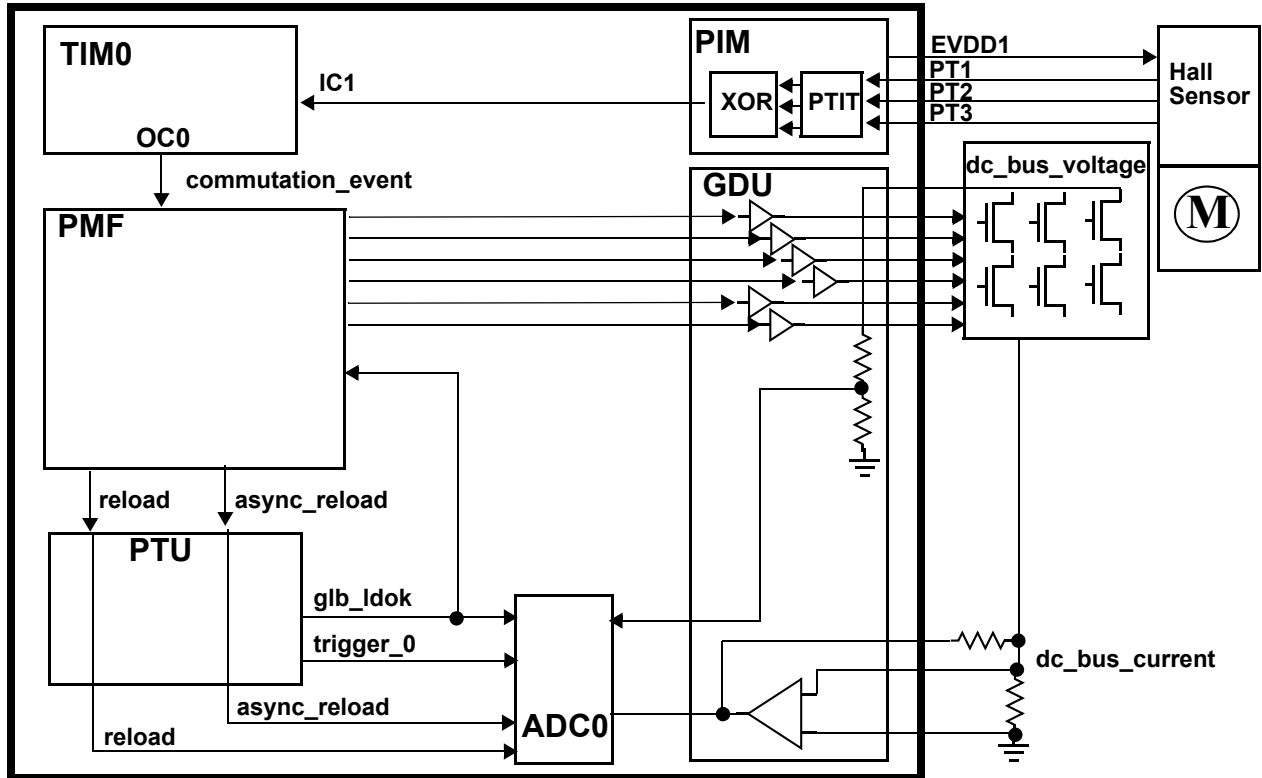 TIM0
OC0
IC1
PIM
XOR
PTIT
EVDD1
PT1
PT2
PT3
Hall
Sensor
commutation_event
PMF
GDU
dc_bus_voltage
M
reload
async_reload
PTU
glb_ldok
trigger_0
async_reload
reload
ADC0
dc_bus_current